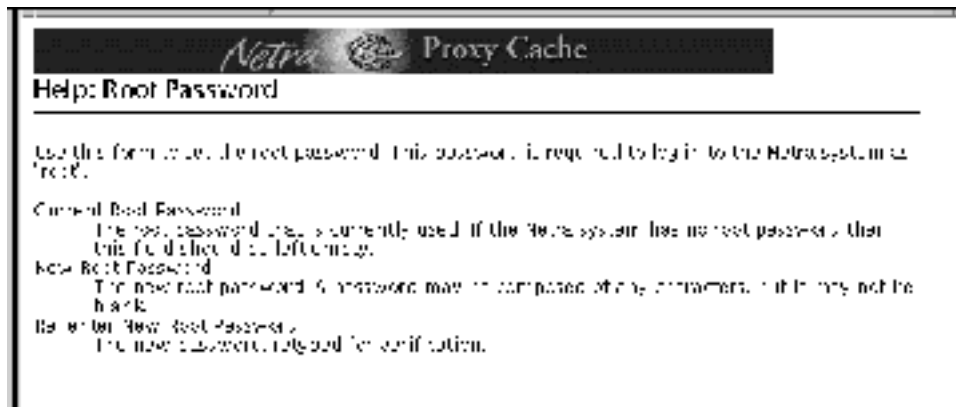 Netra Proxy Cache
Help: Root Password
Use this form to set the root password. This password is required to log in to the Netra system as
'root'.
Current Root Password
The root password that is currently used. If the Netra system has no root password then
this field should be left empty.
New Root Password
The new root password. A password may be composed of any characters, but it may not be
blank.
Re-enter New Root Password
The new password, retyped for verification.